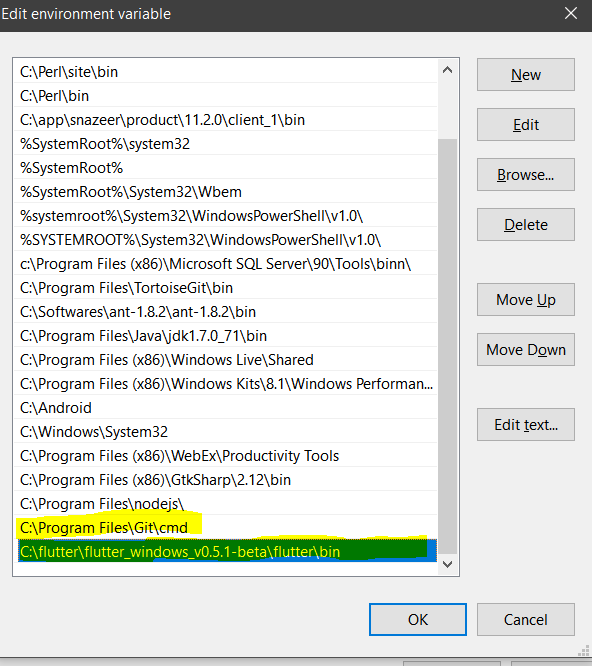 Edit environment variable
C:\Perl\site\bin
C:\Perl\bin
C:\app\snazeer\product\11.2.0\client_1\bin
%SystemRoot%\system32
%SystemRoot%
%SystemRoot%\System32\Wbem
%systemroot%\System32\WindowsPowerShell\v1.0\
%SYSTEMROOT%\System32\WindowsPowerShell\v1.0\
c:\Program Files (x86)\Microsoft SQL Server\90\Tools\binn\
C:\Program Files\TortoiseGit\bin
C:\Softwares\ant-1.8.2\ant-1.8.2\bin
C:\Program Files\Java\jdk1.7.0_71\bin
C:\Program Files (x86)\Windows Live\Shared
C:\Program Files (x86)\Windows Kits\8.1\Windows Performan...
C:\Android
C:\Windows\System32
C:\Program Files (x86)\WebEx\Productivity Tools
C:\Program Files (x86)\GtkSharp\2.12\bin
C:\Program Files\nodejs\
C:\Program Files\Git\cmd
C:\flutter\flutter_windows_v0.5.1-beta\flutter\bin
New
Edit
Browse...
Delete
Move Up
Move Down
Edit text...
OK
Cancel